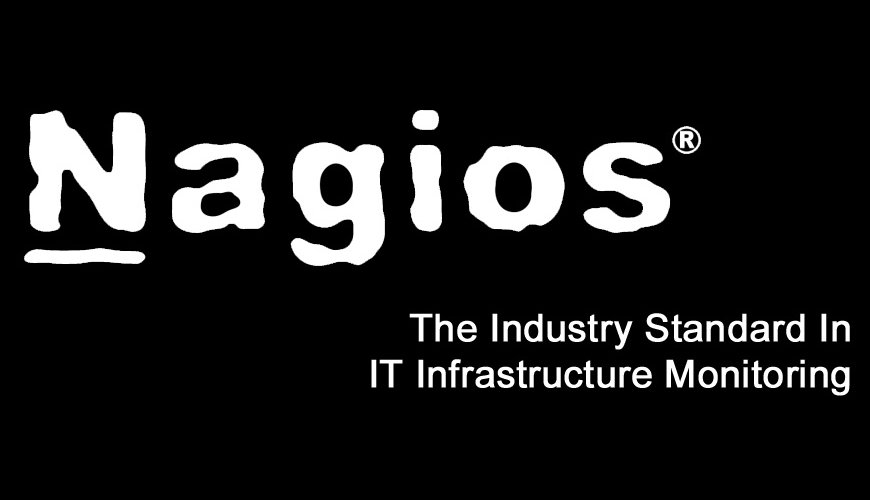 Nagios®
The Industry Standard In
IT Infrastructure Monitoring